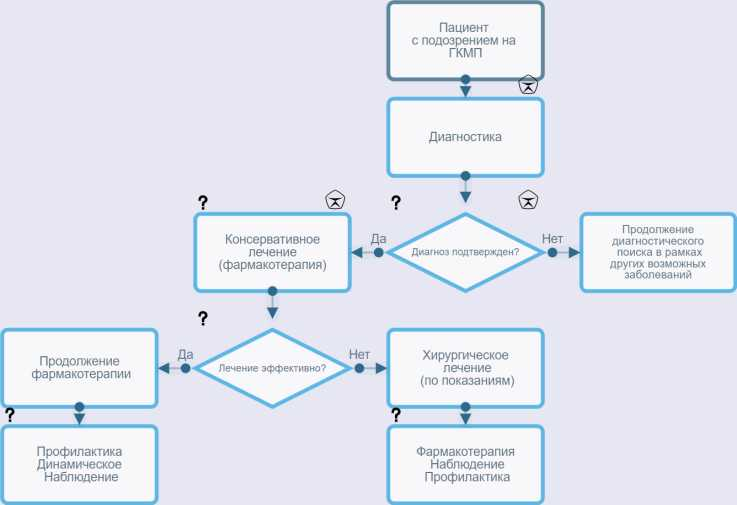 Пациент
с подозрением на
ГКМП
Диагностика
?
?
Консервативное
лечение
(фармакотерапия)
Да
Диагноз подтвержден?
Нет
Продолжение
диагностического
поиска в рамках
других возможных
заболеваний
?
Продолжение
фармакотерапии
Да
Лечение эффективно?
Нет
Хирургическое
лечение
(по показаниям)
?
?
Профилактика
Динамическое
Наблюдение
Фармакотерапия
Наблюдение
Профилактика